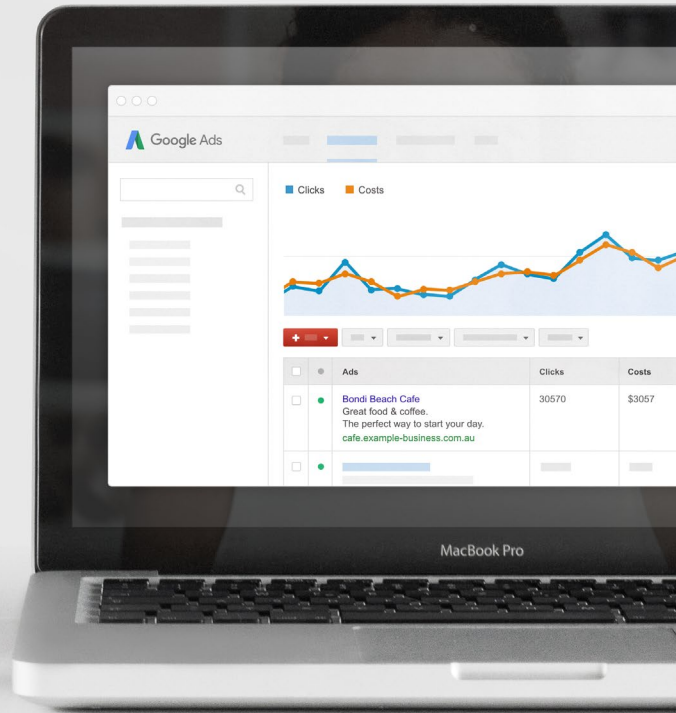 Google Ads
Clicks Costs
Ads Clicks Costs
Bondi Beach Cafe 30570 $3057
Great food & coffee.
The perfect way to start your day.
cafe.example-business.com.au
MacBook Pro